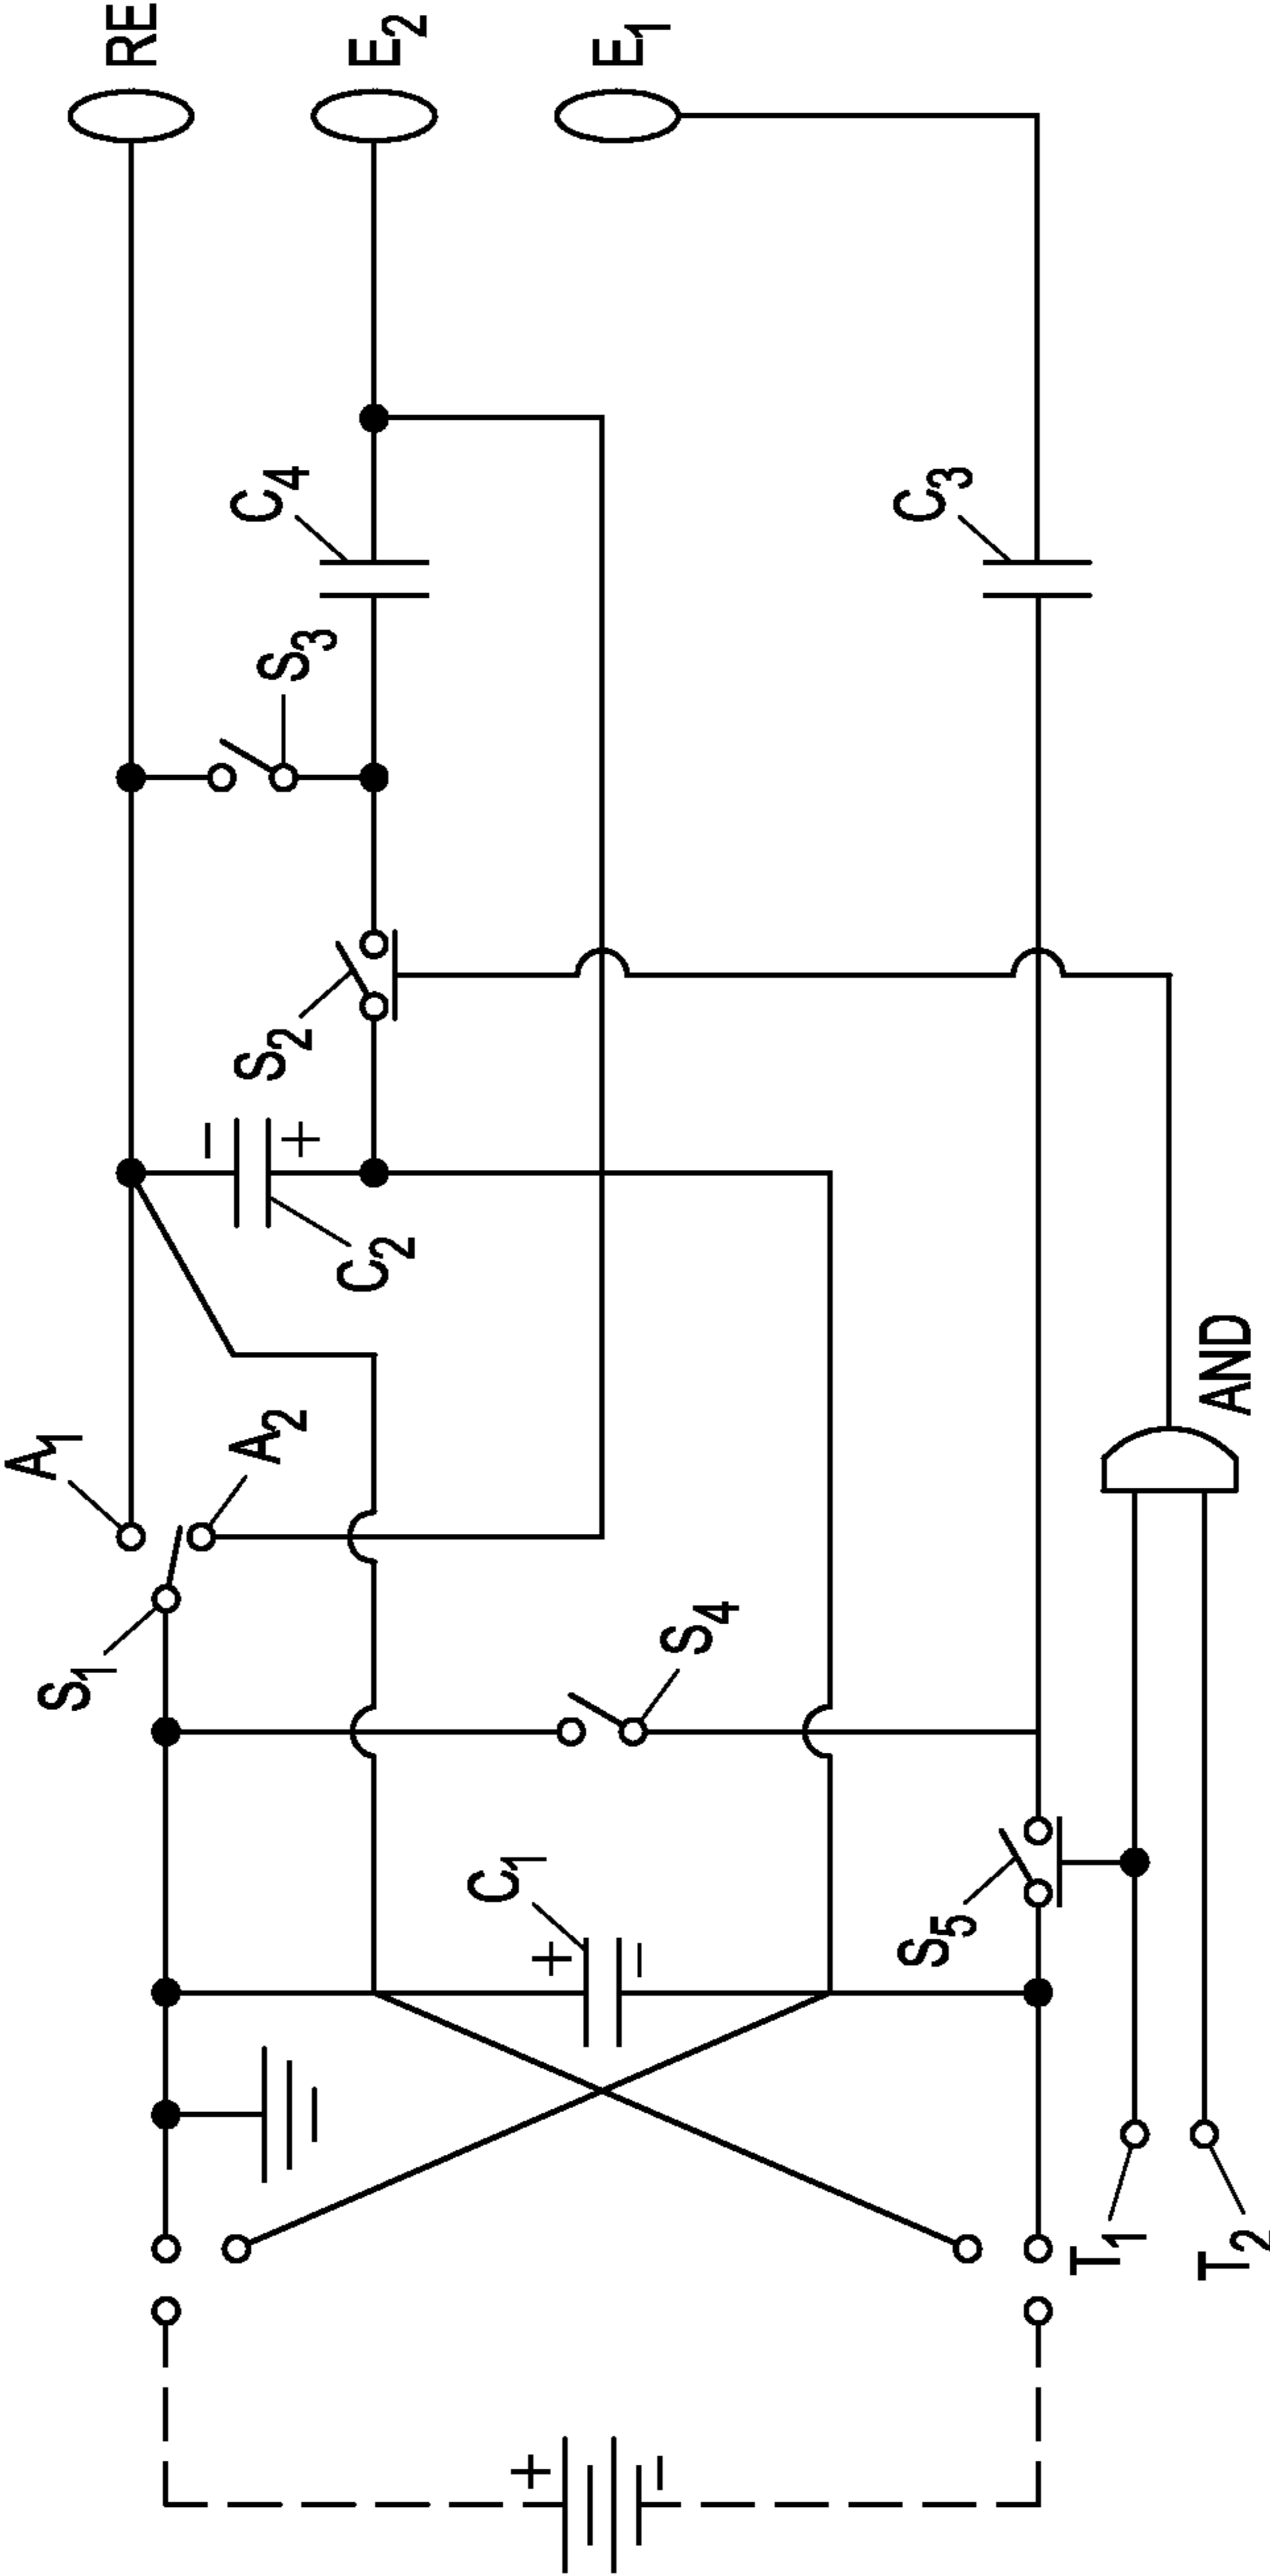 RE
E2
E1
C4
C3
S3
S2
− +
C2
A1
A2
AND
S1
S4
C1
+ −
S5
T1
T2
+ −